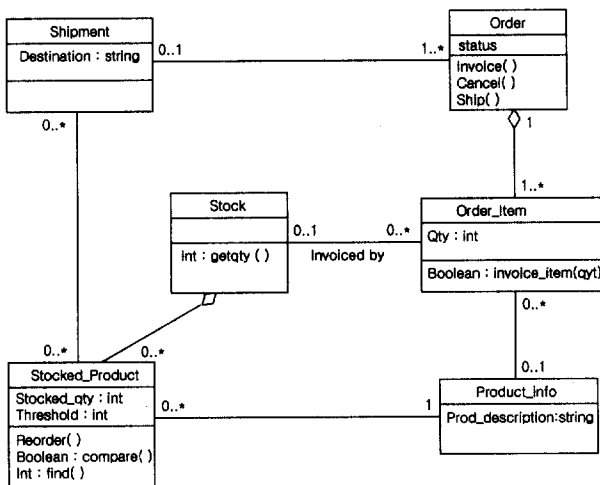 Shipment
Destination : string
0..1
1..*
Order
status
Invoice( )
Cancel( )
Ship( )
1
0..*
1..*
Stock
int : getqty ( )
0..1
0..*
Invoiced by
Order_Item
Qty : int
Boolean : invoice_item(qyt)
0..*
0..1
0..*
0..*
Stocked_Product
Stocked_qty : int
Threshold : int
Reorder( )
Boolean : compare( )
Int : find( )
0..*
1
Product_info
Prod_description:string